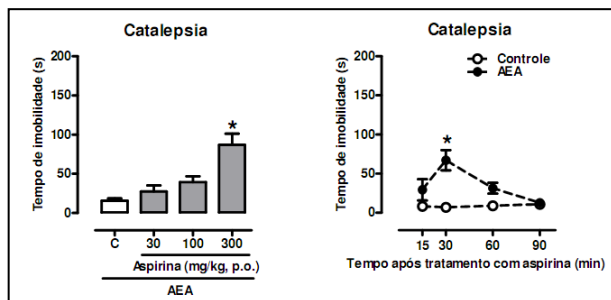 Catalepsia
Tempo de imobilidade (s)
200
150
100
50
0
*
C
30
100
300
Aspirina (mg/kg, p.o.)
AEA
Catalepsia
Controle
AEA
Tempo de imobilidade (s)
200
150
100
50
0
*
15
30
60
90
Tempo após tratamento com aspirina (min)